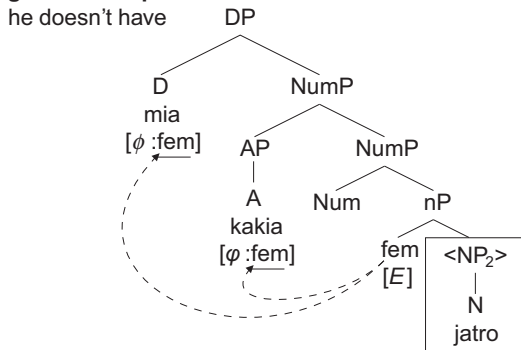 he doesn't have DP
D NumP
mia
[ϕ :fem] AP NumP
A Num nP
kakia
fem <NP₂>
[φ :fem]
[E]
N
jatro